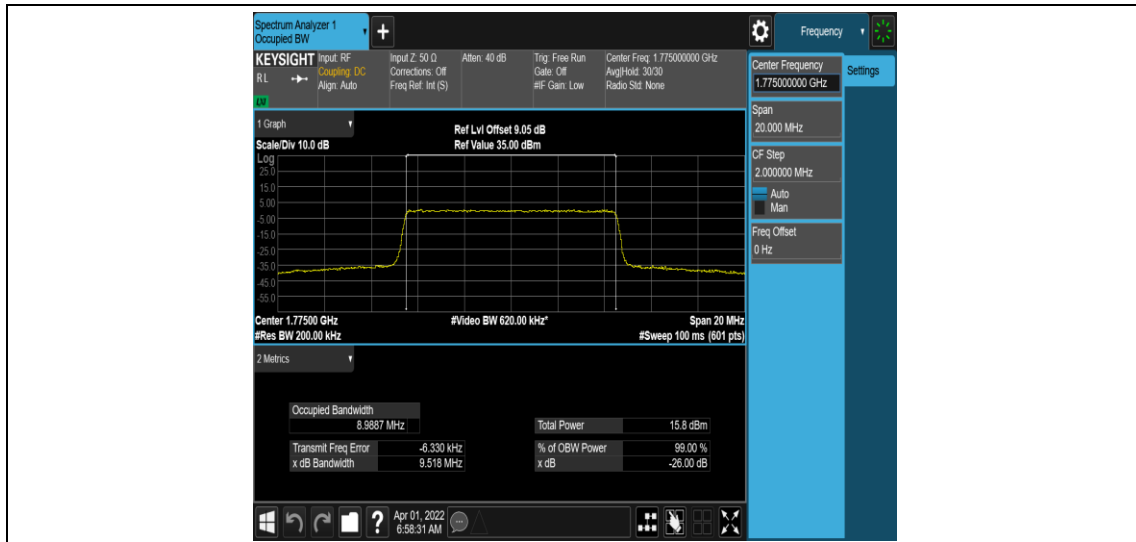 Spectrum Analyzer 1
Occupied BW
+
Frequency
KEYSIGHT Input: RF Input Z: 50 Ω Atten: 40 dB Trig: Free Run Center Freq: 1.775000000 GHz
RL Coupling: DC Corrections: Off Gate: Off Avg|Hold: 30/30
Align: Auto Freq Ref: Int (S) #IF Gain: Low Radio Std: None
LXI
Center Frequency
1.775000000 GHz
Settings
Span
20.000 MHz
CF Step
2.000000 MHz
Auto
Man
Freq Offset
0 Hz
1 Graph
Ref Lvl Offset 9.05 dB
Scale/Div 10.0 dB Ref Value 35.00 dBm
Log
25.0
15.0
5.00
-5.00
-15.0
-25.0
-35.0
-45.0
-55.0
Center 1.77500 GHz #Video BW 620.00 kHz* Span 20 MHz
#Res BW 200.00 kHz #Sweep 100 ms (601 pts)
2 Metrics
Occupied Bandwidth
8.9887 MHz Total Power 15.8 dBm
Transmit Freq Error -6.330 kHz % of OBW Power 99.00 %
x dB Bandwidth 9.518 MHz x dB -26.00 dB
? Apr 01, 2022
6:58:31 AM